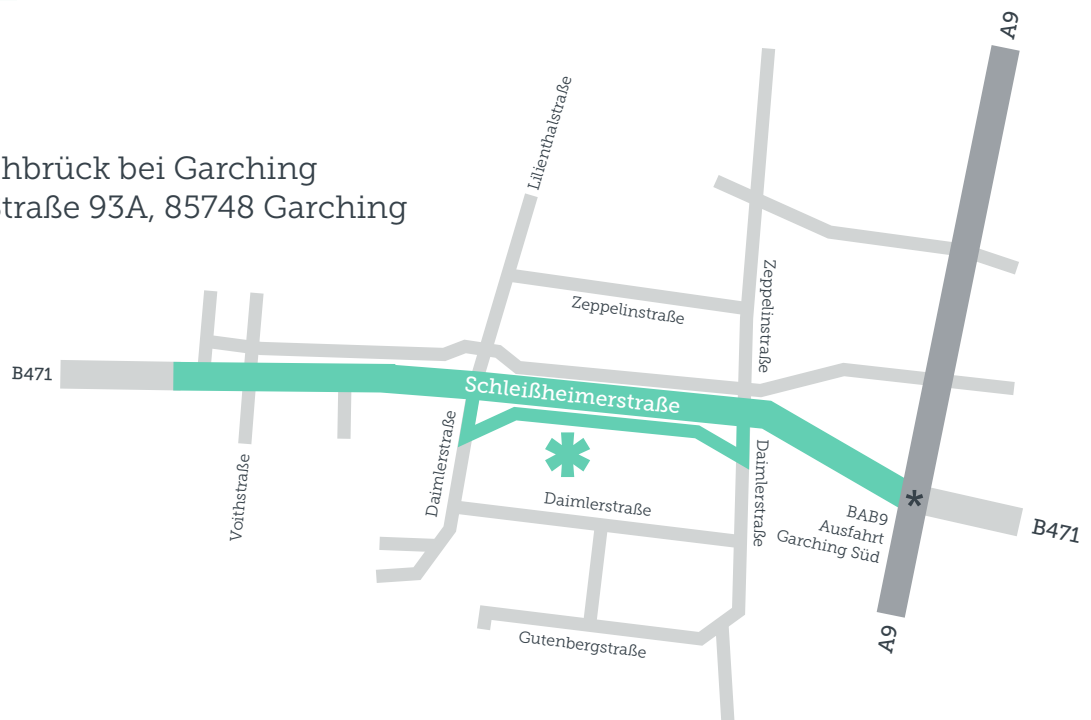 A9
Lilienthalstraße
hbrück bei Garching
straße 93A, 85748 Garching
Zeppelinstraße
Zeppelinstraße
B471
Schleißheimerstraße
Daimlerstraße
Voithstraße
Daimlerstraße
Daimlerstraße
BAB9
Ausfahrt
Garching Süd
B471
Gutenbergstraße
A9